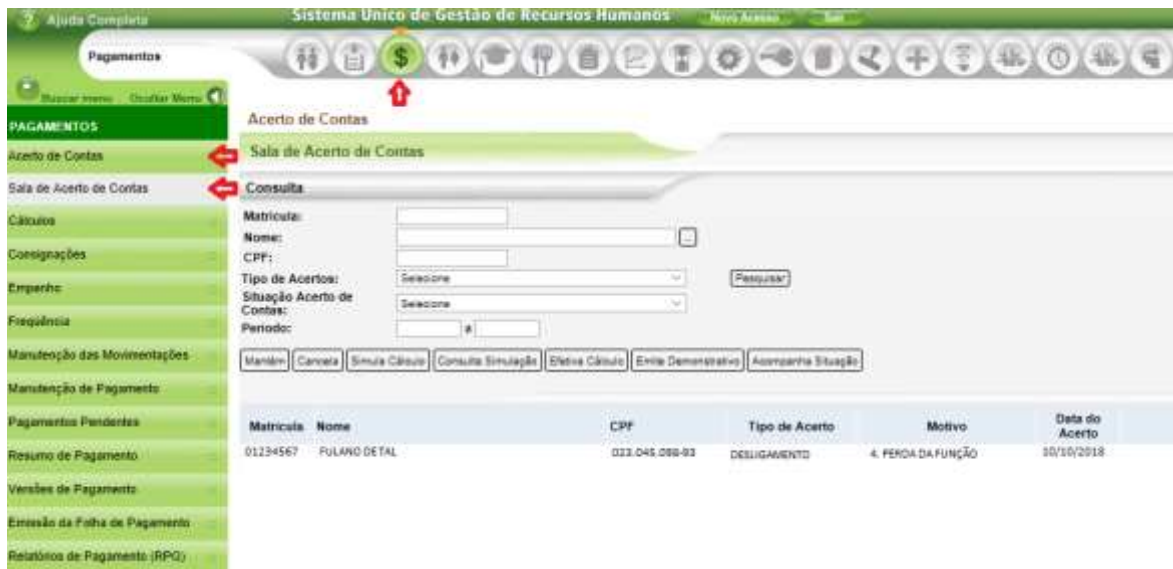 Ajuda Completa
Sistema Único de Gestão de Recursos Humanos
Novo Acesso
Sair
Pagamentos
Buscar menu
Ocultar Menu
PAGAMENTOS
Acerto de Contas
Sala de Acerto de Contas
Cálculos
Consignações
Empenho
Freqüência
Manutenção das Movimentações
Manutenção de Pagamento
Pagamentos Pendentes
Resumo de Pagamento
Versões de Pagamento
Emissão da Folha de Pagamento
Relatórios de Pagamento (RPG)
Acerto de Contas
Sala de Acerto de Contas
Consulta
Matrícula:
Nome:
...
CPF:
Tipo de Acertos:
Selecione
Pesquisar
Situação Acerto de
Contas:
Selecione
Período:
a
Mantém Cancela Simula Cálculo Consulta Simulação Efetiva Cálculo Emite Demonstrativo Acompanha Situação
Matrícula Nome CPF Tipo de Acerto Motivo Data do
Acerto
01234567 FULANO DE TAL 023.045.098-93 DESLIGAMENTO 4. PERDA DA FUNÇÃO 10/10/2018